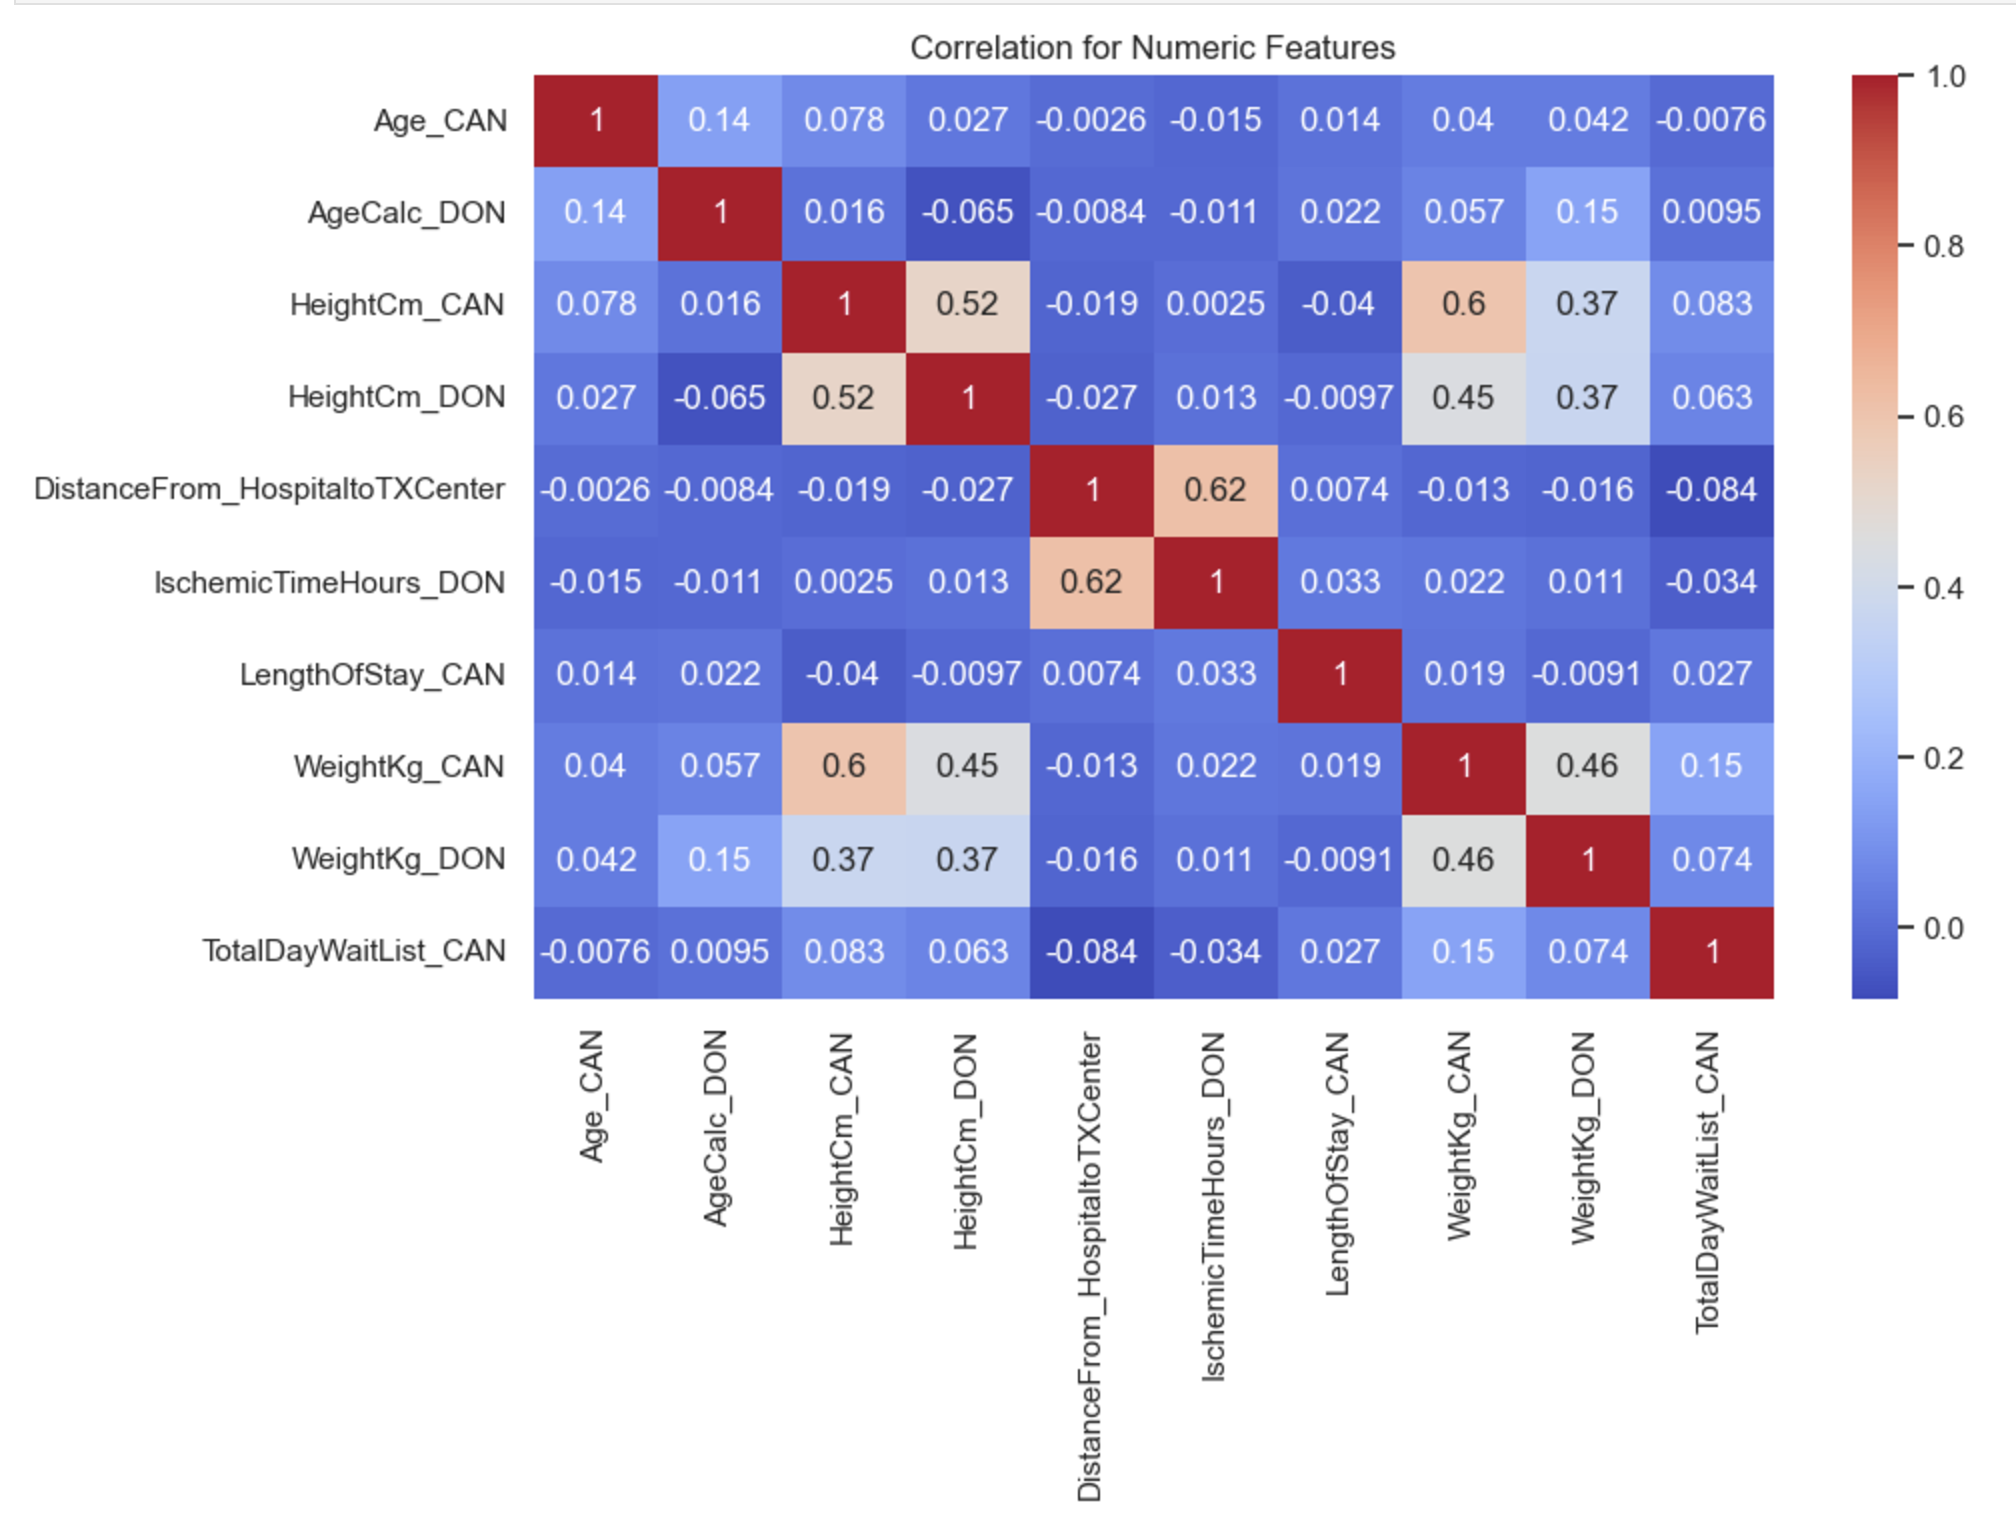 Correlation for Numeric Features
Age_CAN 1 0.14 0.078 0.027 -0.0026 -0.015 0.014 0.04 0.042 -0.0076
AgeCalc_DON 0.14 1 0.016 -0.065 -0.0084 -0.011 0.022 0.057 0.15 0.0095
HeightCm_CAN 0.078 0.016 1 0.52 -0.019 0.0025 -0.04 0.6 0.37 0.083
HeightCm_DON 0.027 -0.065 0.52 1 -0.027 0.013 -0.0097 0.45 0.37 0.063
DistanceFrom_HospitaltoTXCenter -0.0026 -0.0084 -0.019 -0.027 1 0.62 0.0074 -0.013 -0.016 -0.084
IschemicTimeHours_DON -0.015 -0.011 0.0025 0.013 0.62 1 0.033 0.022 0.011 -0.034
LengthOfStay_CAN 0.014 0.022 -0.04 -0.0097 0.0074 0.033 1 0.019 -0.0091 0.027
WeightKg_CAN 0.04 0.057 0.6 0.45 -0.013 0.022 0.019 1 0.46 0.15
WeightKg_DON 0.042 0.15 0.37 0.37 -0.016 0.011 -0.0091 0.46 1 0.074
TotalDayWaitList_CAN -0.0076 0.0095 0.083 0.063 -0.084 -0.034 0.027 0.15 0.074 1
Age_CAN
AgeCalc_DON
HeightCm_CAN
HeightCm_DON
DistanceFrom_HospitaltoTXCenter
IschemicTimeHours_DON
LengthOfStay_CAN
WeightKg_CAN
WeightKg_DON
TotalDayWaitList_CAN
1.0
0.8
0.6
0.4
0.2
0.0